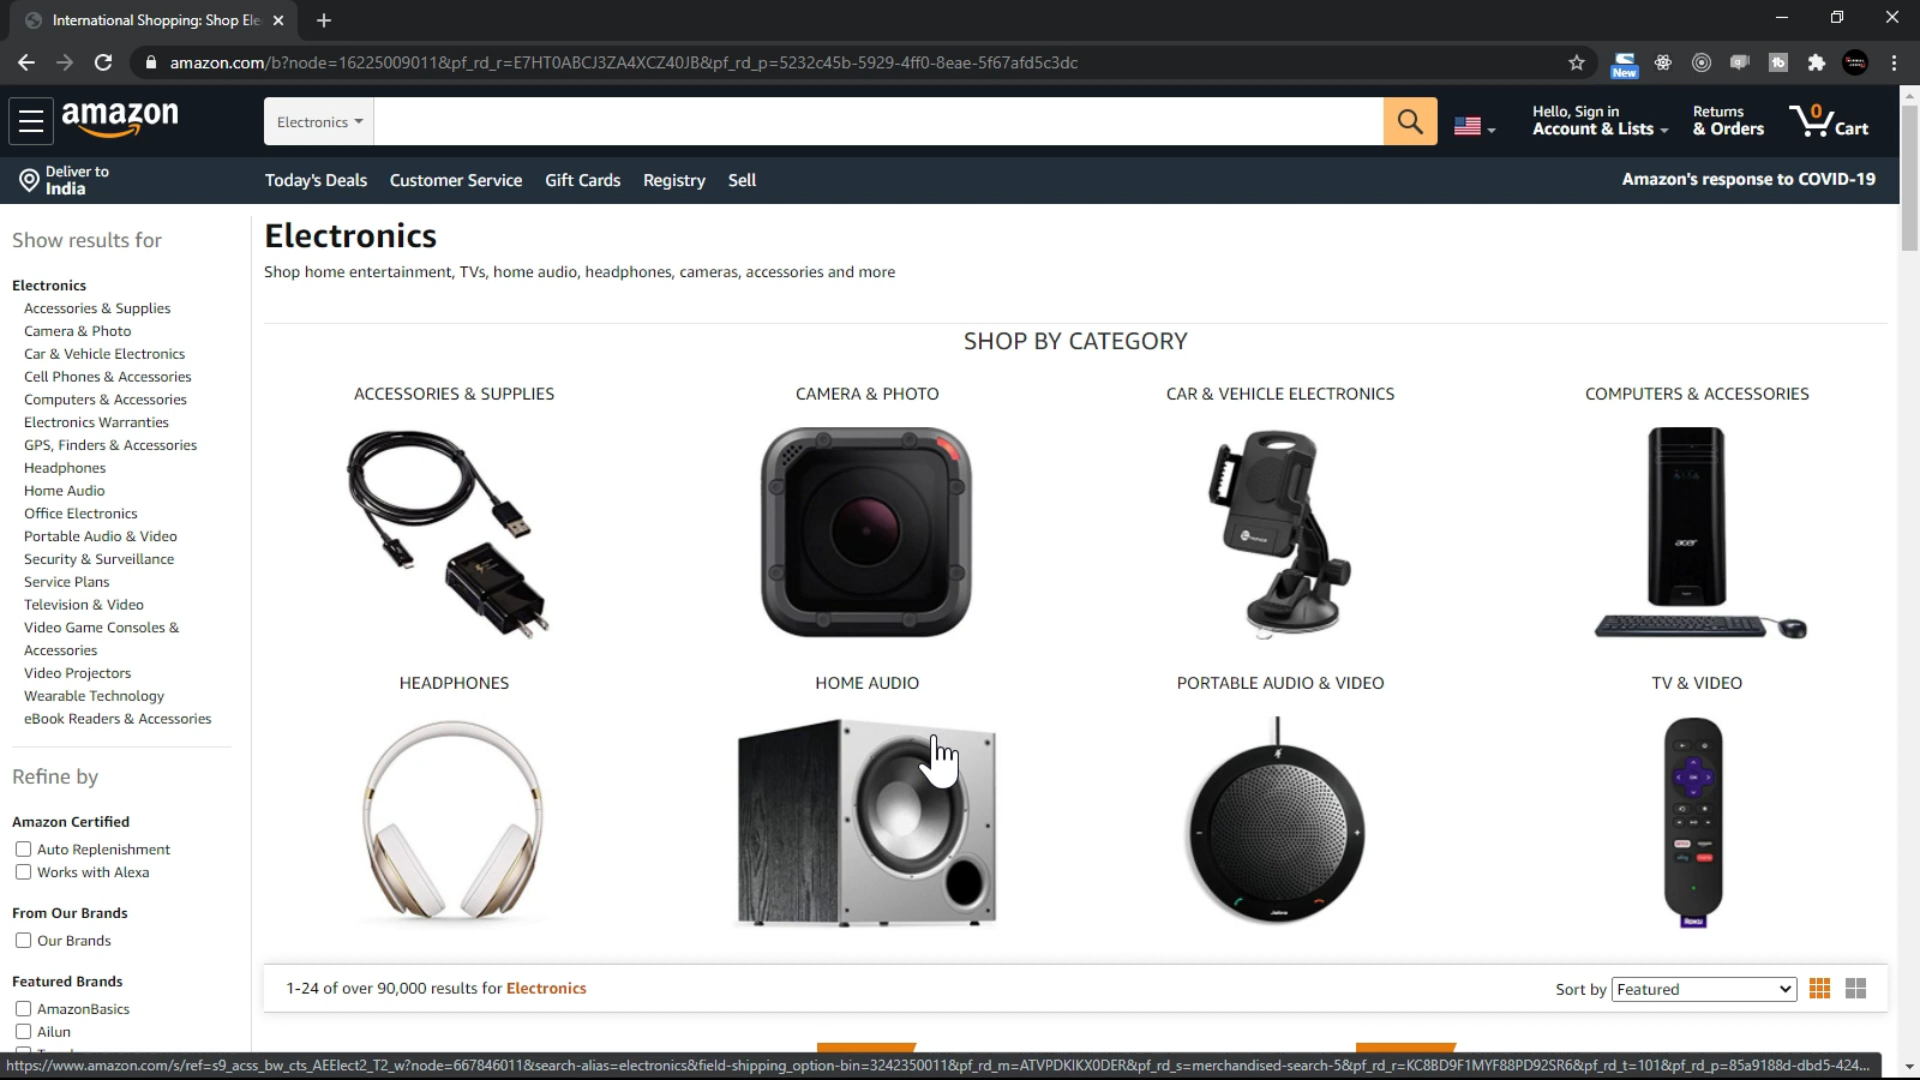 International Shopping: Shop Ele
amazon.com/b?node=16225009011&pf_rd_r=E7HT0ABCJ3ZA4XCZ40JB&pf_rd_p=5232c45b-5929-4ff0-8eae-5f67afd5c3dc
New
amazon
Electronics
Hello, Sign in
Account & Lists
Returns
& Orders
0
Cart
Deliver to
India
Today's Deals
Customer Service
Gift Cards
Registry
Sell
Amazon's response to COVID-19
Show results for
Electronics
Accessories & Supplies
Camera & Photo
Car & Vehicle Electronics
Cell Phones & Accessories
Computers & Accessories
Electronics Warranties
GPS, Finders & Accessories
Headphones
Home Audio
Office Electronics
Portable Audio & Video
Security & Surveillance
Service Plans
Television & Video
Video Game Consoles &
Accessories
Video Projectors
Wearable Technology
eBook Readers & Accessories
Refine by
Amazon Certified
Auto Replenishment
Works with Alexa
From Our Brands
Our Brands
Featured Brands
AmazonBasics
Ailun
Electronics
Shop home entertainment, TVs, home audio, headphones, cameras, accessories and more
SHOP BY CATEGORY
ACCESSORIES & SUPPLIES
CAMERA & PHOTO
CAR & VEHICLE ELECTRONICS
COMPUTERS & ACCESSORIES
acer
HEADPHONES
HOME AUDIO
PORTABLE AUDIO & VIDEO
TV & VIDEO
Jabra
OK
Roku
1-24 of over 90,000 results for Electronics
Sort by Featured
https://www.amazon.com/s/ref=s9_acss_bw_cts_AEElect2_T2_w?node=667846011&search-alias=electronics&field-shipping_option-bin=3242350011&pf_rd_m=ATVPDKIKX0DER&pf_rd_s=merchandised-search-5&pf_rd_r=KC8BD9F1MYF88PD92SR6&pf_rd_t=101&pf_rd_p=85a9188d-dbd5-424...